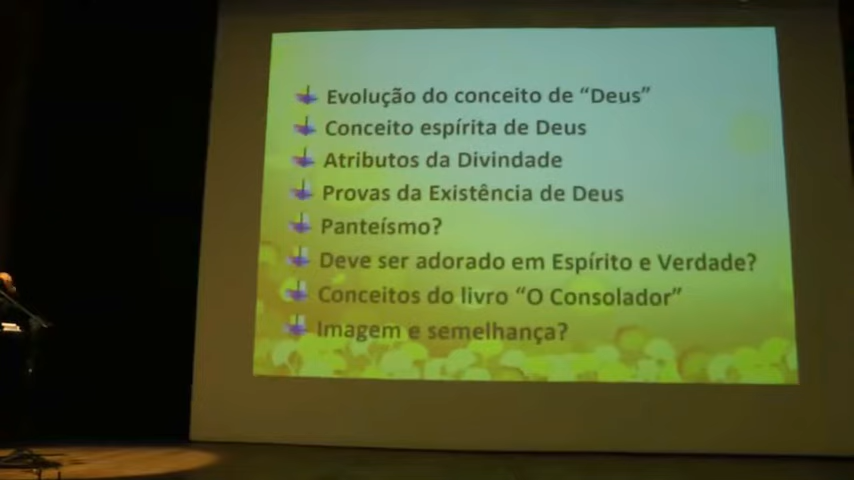 Evolução do conceito de “Deus”
Conceito espírita de Deus
Atributos da Divindade
Provas da Existência de Deus
Panteísmo?
Deve ser adorado em Espírito e Verdade?
Conceitos do livro “O Consolador”
Imagem e semelhança?